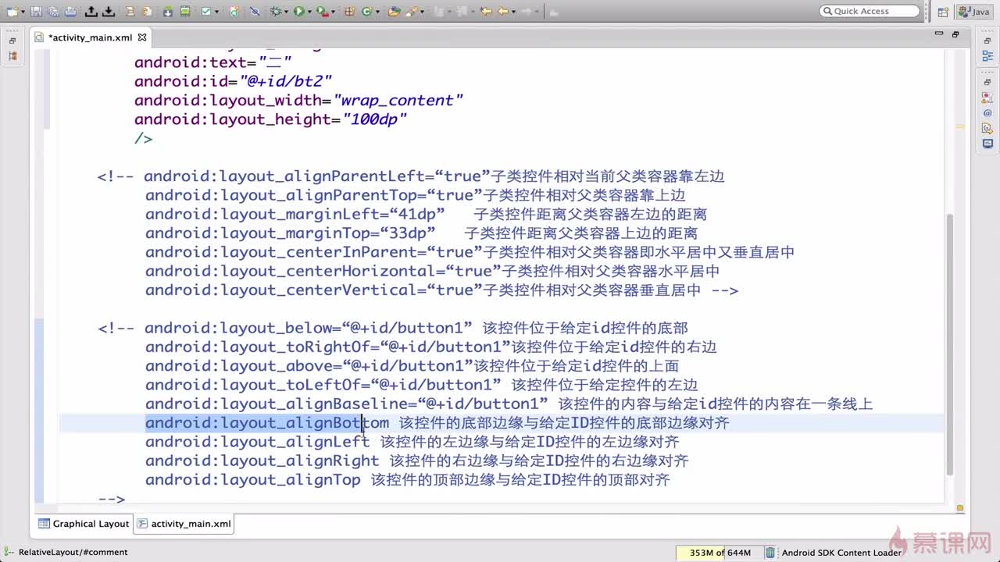 Quick Access
Java
*activity_main.xml
android:text="二"
android:id="@+id/bt2"
android:layout_width="wrap_content"
android:layout_height="100dp"
/>
<!-- android:layout_alignParentLeft=“true”子类控件相对当前父类容器靠左边
android:layout_alignParentTop=“true”子类控件相对父类容器靠上边
android:layout_marginLeft=“41dp” 子类控件距离父类容器左边的距离
android:layout_marginTop=“33dp” 子类控件距离父类容器上边的距离
android:layout_centerInParent=“true”子类控件相对父类容器即水平居中又垂直居中
android:layout_centerHorizontal=“true”子类控件相对父类容器水平居中
android:layout_centerVertical=“true”子类控件相对父类容器垂直居中 -->
<!-- android:layout_below=“@+id/button1” 该控件位于给定id控件的底部
android:layout_toRightOf=“@+id/button1”该控件位于给定id控件的右边
android:layout_above=“@+id/button1”该控件位于给定id控件的上面
android:layout_toLeftOf=“@+id/button1” 该控件位于给定控件的左边
android:layout_alignBaseline=“@+id/button1” 该控件的内容与给定id控件的内容在一条线上
android:layout_alignBottom 该控件的底部边缘与给定ID控件的底部边缘对齐
android:layout_alignLeft 该控件的左边缘与给定ID控件的左边缘对齐
android:layout_alignRight 该控件的右边缘与给定ID控件的右边缘对齐
android:layout_alignTop 该控件的顶部边缘与给定ID控件的顶部对齐
-->
Graphical Layout
activity_main.xml
RelativeLayout/#comment
353M of 644M
Android SDK Content Loader
慕课网